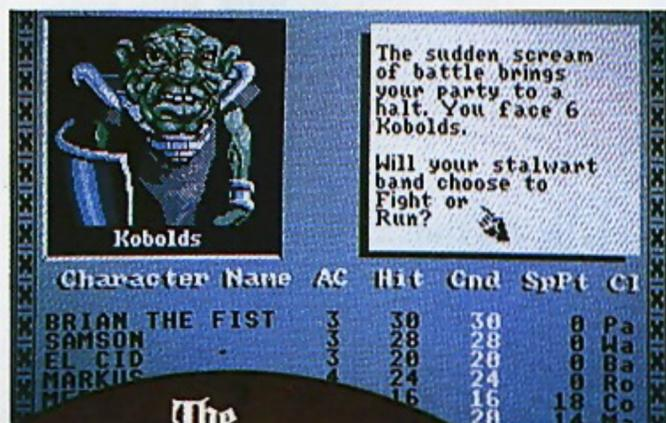 The sudden scream
of battle brings
your party to a
halt. You face 6
Kobolds.
Will your stalwart
band choose to
Fight or
Run?
Kobolds
Character Name AC Hit Cnd SpPt Cl
BRIAN THE FIST 3 30 30 0 Pa
SAMSON 3 28 28 0 Wa
EL CID 3 20 20 0 Ba
MARKUS 4 24 24 0 Ro
16 16 18 Co
20 14
The